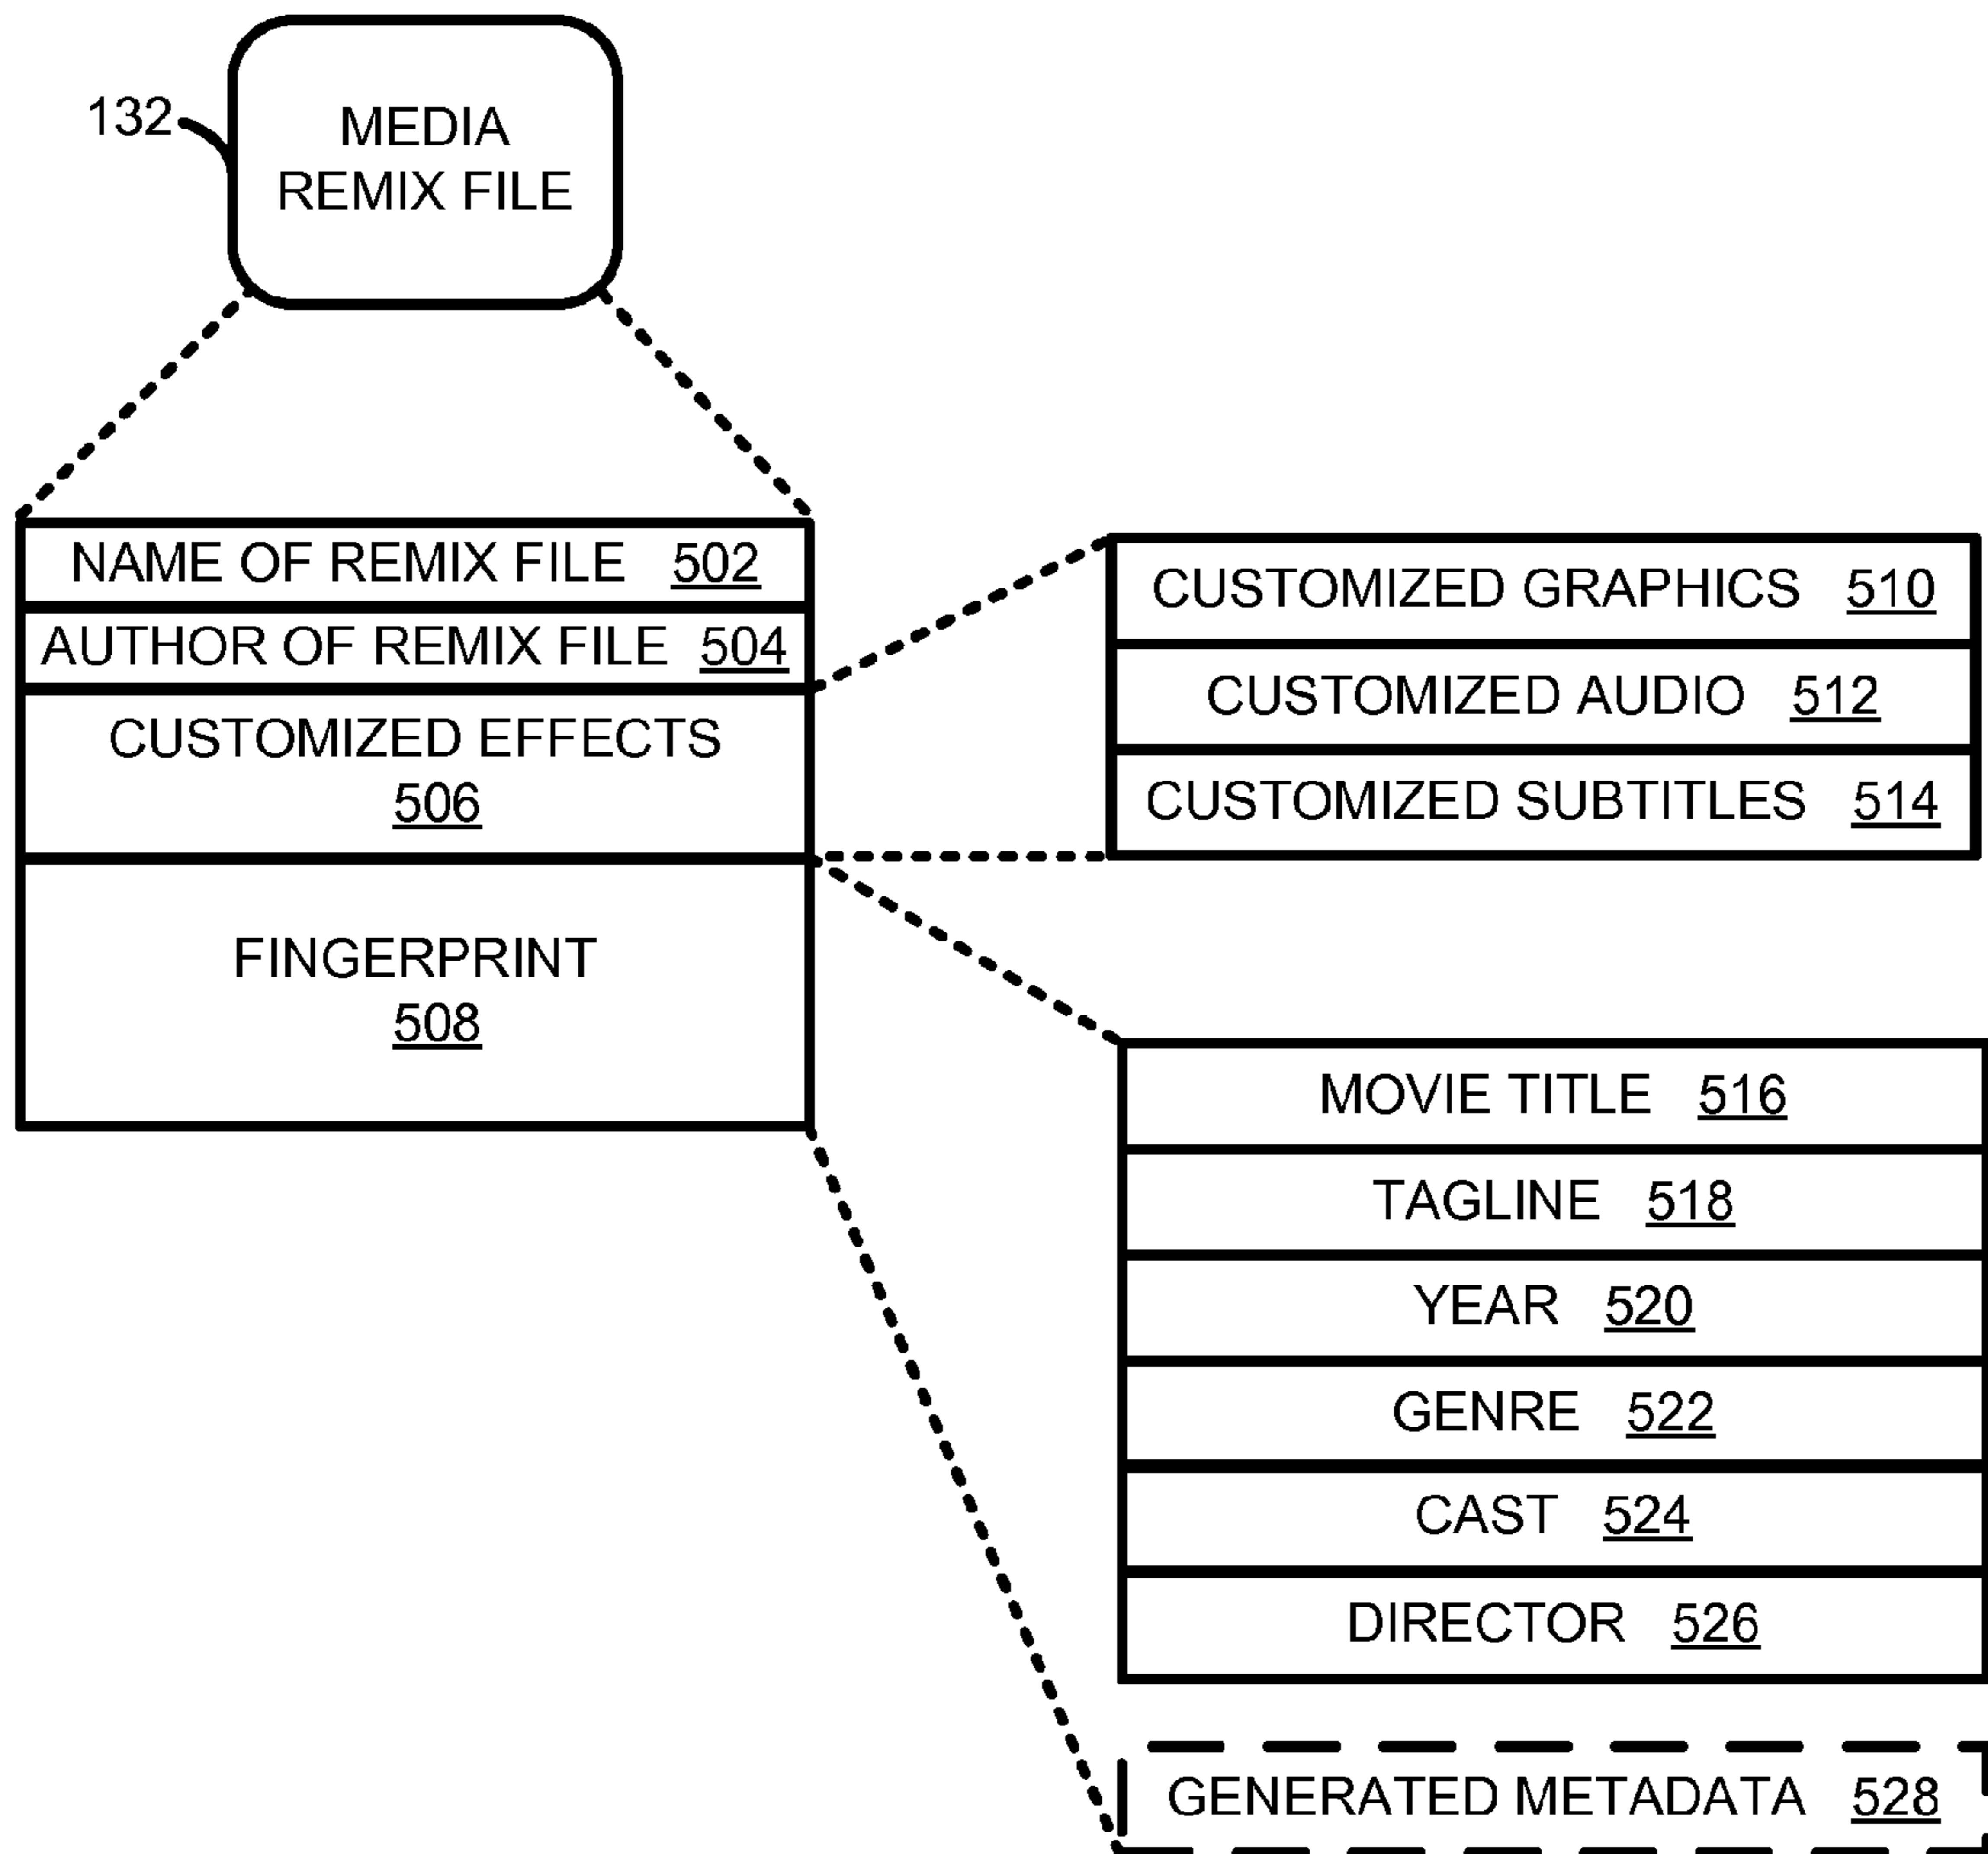 132
MEDIA
REMIX FILE
NAME OF REMIX FILE 502
AUTHOR OF REMIX FILE 504
CUSTOMIZED EFFECTS
506
FINGERPRINT
508
CUSTOMIZED GRAPHICS 510
CUSTOMIZED AUDIO 512
CUSTOMIZED SUBTITLES 514
MOVIE TITLE 516
TAGLINE 518
YEAR 520
GENRE 522
CAST 524
DIRECTOR 526
GENERATED METADATA 528